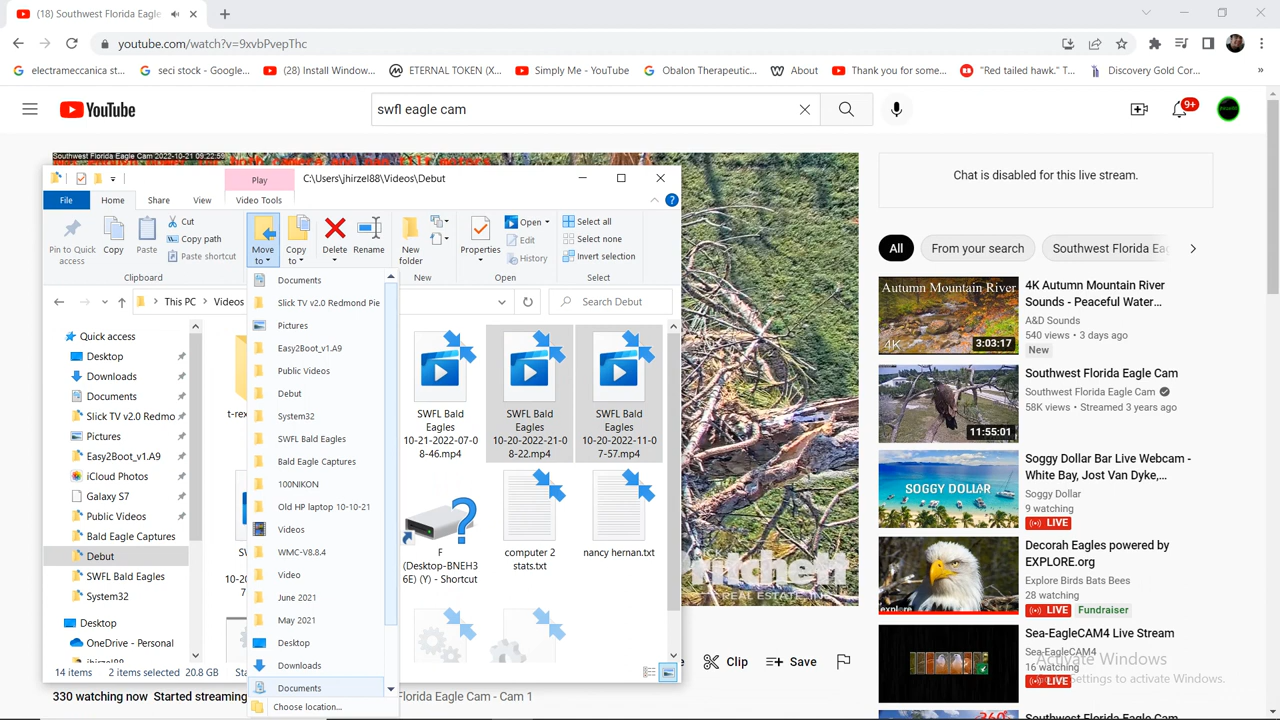 (18) Southwest Florida Eagle
youtube.com/watch?v=9xvbPvepThc
electrameccanica st...
seci stock - Google...
(28) Install Window...
ETERNAL TOKEN (X...
Simply Me - YouTube
Obalon Therapeutic...
About
Thank you for some...
"Red tailed hawk." T...
Discovery Gold Cor...
»
YouTube
swfl eagle cam
9+
Southwest Florida Eagle Cam 2022-10-21 09:22:59
Play
C:\Users\jhirzel88\Videos\Debut
File
Home
Share
View
Video Tools
Pin to Quick access
Copy
Paste
Cut
Copy path
Paste shortcut
Move to
Copy to
Delete
Rename
New folder
Properties
Open
Edit
History
Select all
Select none
Invert selection
Clipboard
New
Open
Select
This PC
Videos
Search Debut
Quick access
Desktop
Downloads
Documents
Slick TV v2.0 Redmo
Pictures
Easy2Boot_v1.A9
iCloud Photos
Galaxy S7
Public Videos
Bald Eagle Captures
Debut
SWFL Bald Eagles
System32
Desktop
OneDrive - Personal
jhirzel88
t-rex
Documents
Slick TV v2.0 Redmond Pie
Pictures
Easy2Boot_v1.A9
Public Videos
Debut
System32
SWFL Bald Eagles
Bald Eagle Captures
100NIKON
Old HP laptop 10-10-21
Videos
WMC-V8.8.4
Video
June 2021
May 2021
Desktop
Downloads
Documents
Choose location...
SWFL Bald
Eagles
10-21-2022-07-0
8-46.mp4
SWFL Bald
Eagles
10-20-2022-31-0
8-22.mp4
SWFL Bald
Eagles
10-20-2022-11-0
7-57.mp4
(Desktop-BNEH3
6E) (Y) - Shortcut
computer 2
stats.txt
nancy hernan.txt
14 items
2 items selected
20.8 G
REAL ESTATE INC
Clip
Save
330 watching now Started streaming
Florida Eagle Cam - Cam 1
Chat is disabled for this live stream.
All
From your search
Southwest Florida Eag
4K Autumn Mountain River
Sounds - Peaceful Water...
A&D Sounds
540 views • 3 days ago
New
Autumn Mountain River
4K
3:03:17
Southwest Florida Eagle Cam
Southwest Florida Eagle Cam
58K views • Streamed 3 years ago
11:55:01
Soggy Dollar Bar Live Webcam -
White Bay, Jost Van Dyke,...
Soggy Dollar
9 watching
LIVE
SOGGY DOLLAR
Decorah Eagles powered by
EXPLORE.org
Explore Birds Bats Bees
28 watching
LIVE
Fundraiser
explore
Sea-EagleCAM4 Live Stream
Sea-EagleCAM4
16 watching
LIVE
Activate Windows
Settings to activate Windows.
Southwest Florida Eagle Cam
360°